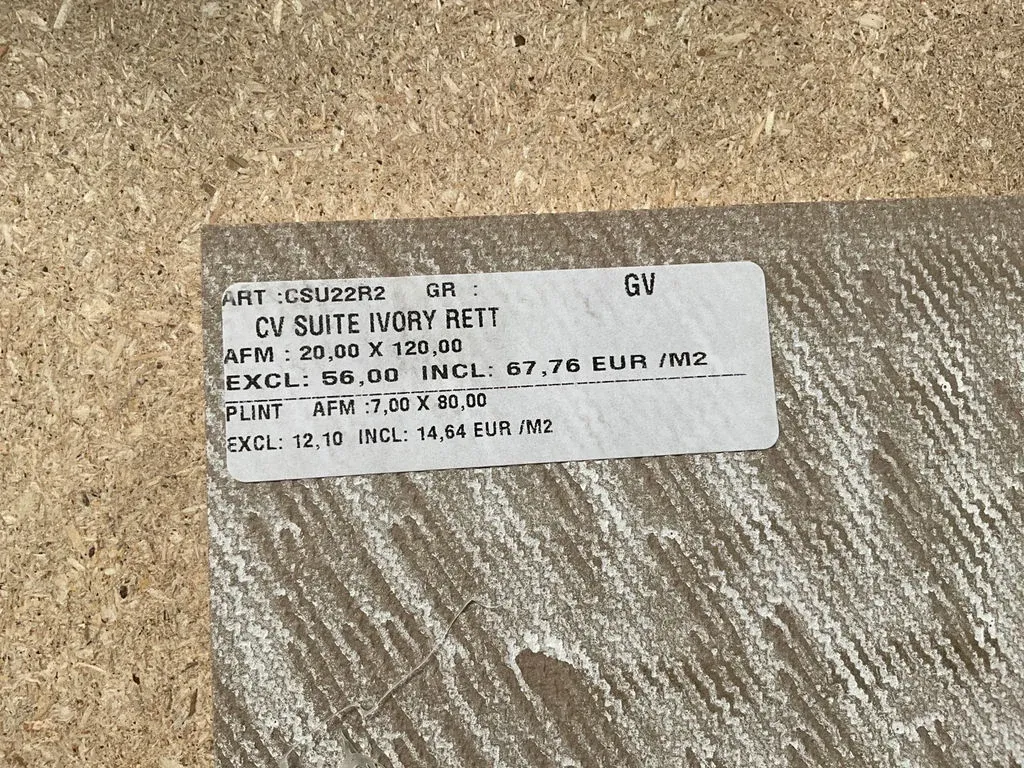 ART :CSU22R2 GR : GV
CV SUITE IVORY RETT
AFM : 20,00 X 120,00
EXCL: 56,00 INCL: 67,76 EUR /M2
PLINT AFM :7,00 X 80,00
EXCL: 12,10 INCL: 14,64 EUR /M2